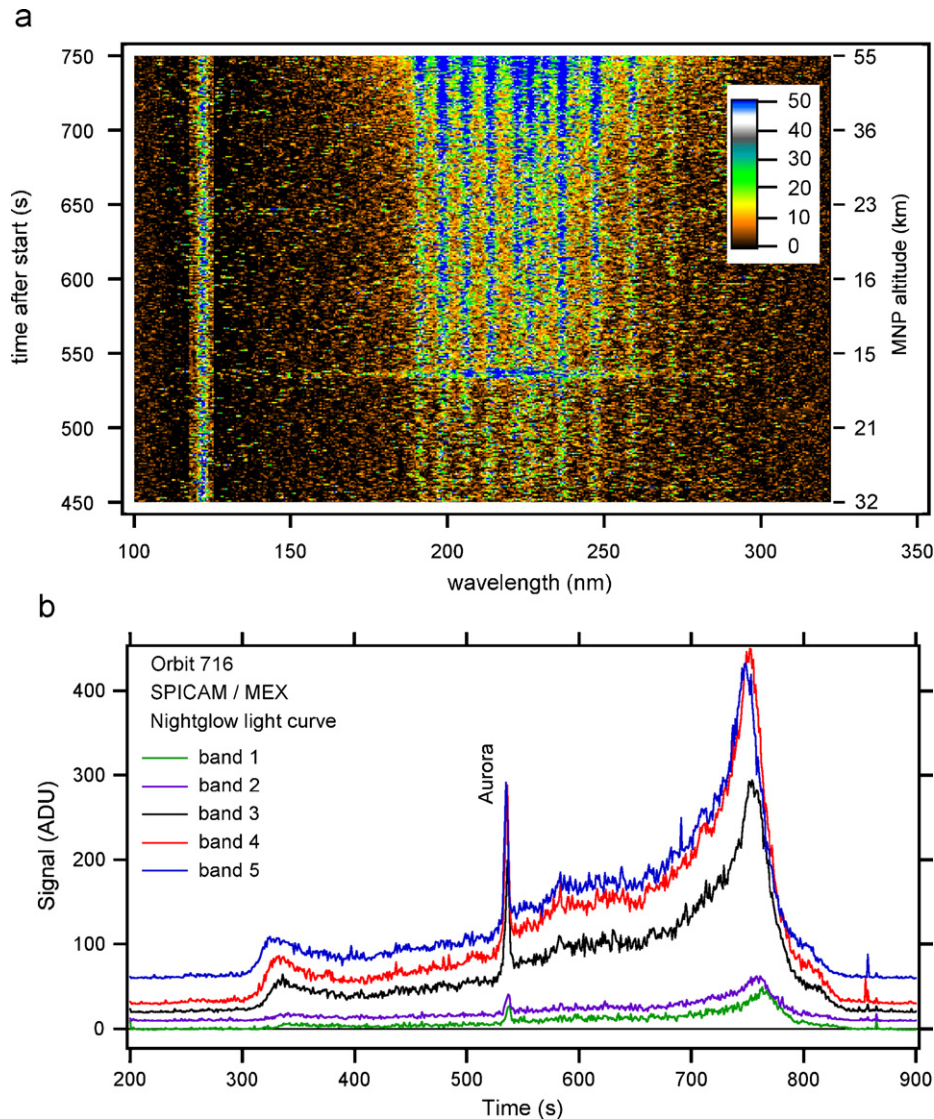 a
750
700
650
600
550
500
450
time after start (s)
55
36
23
16
15
21
32
MNP altitude (km)
50
40
30
20
10
0
100
150
200
250
300
350
wavelength (nm)
b
Orbit 716
SPICAM / MEX
Nightglow light curve
band 1
band 2
band 3
band 4
band 5
Aurora
400
300
200
100
0
Signal (ADU)
200
300
400
500
600
700
800
900
Time (s)